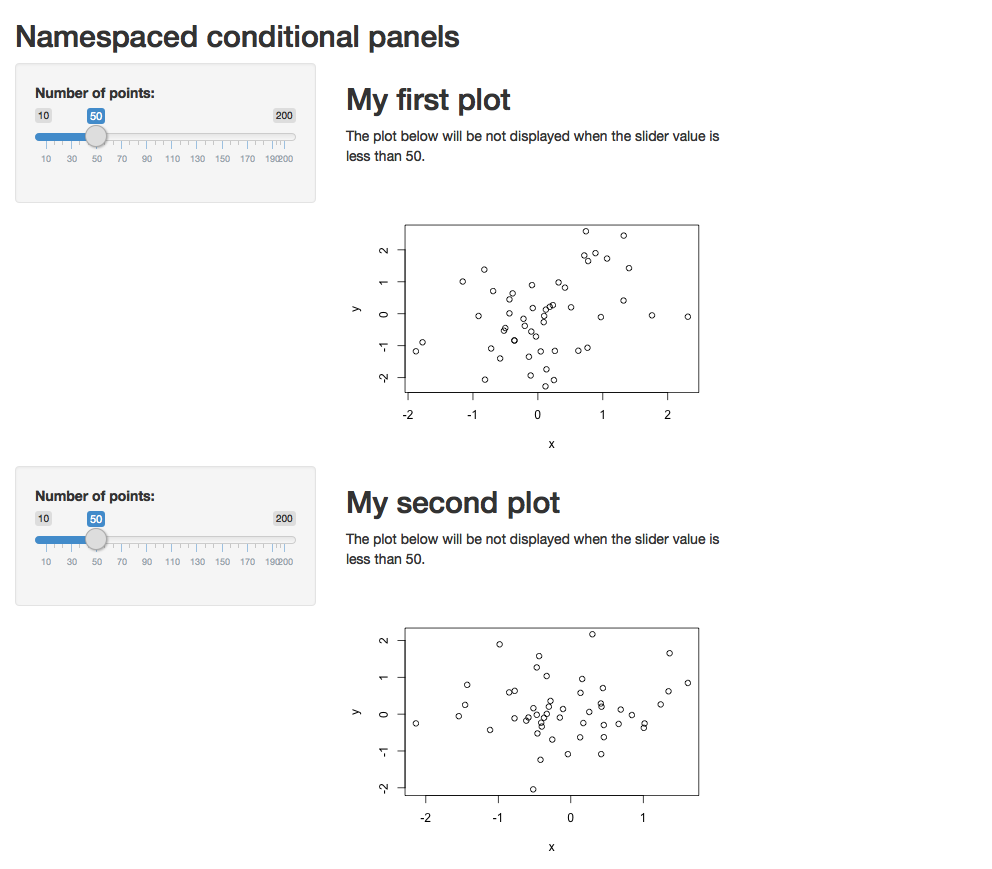 Namespaced conditional panels
Number of points:
10 50 200
10 30 50 70 90 110 130 150 170 190200
My first plot
The plot below will be not displayed when the slider value is
less than 50.
y
2
1
0
-1
-2
-2 -1 0 1 2
x
Number of points:
10 50 200
10 30 50 70 90 110 130 150 170 190200
My second plot
The plot below will be not displayed when the slider value is
less than 50.
y
2
1
0
-1
-2
-2 -1 0 1
x